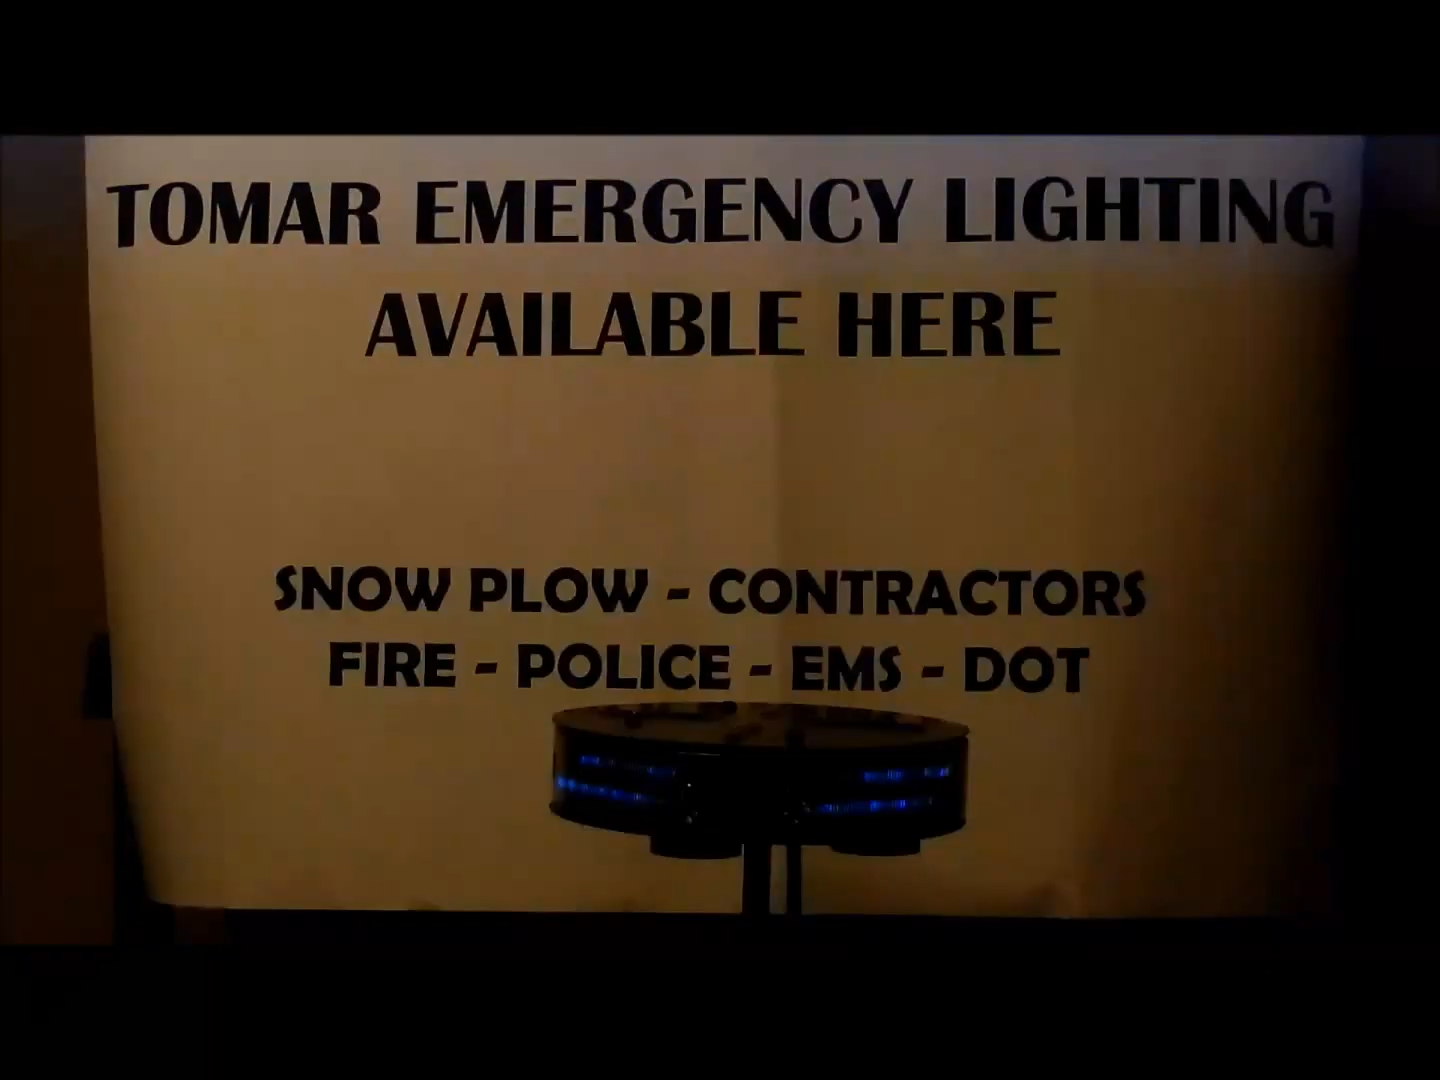 TOMAR EMERGENCY LIGHTING
AVAILABLE HERE
SNOW PLOW - CONTRACTORS
FIRE - POLICE - EMS - DOT